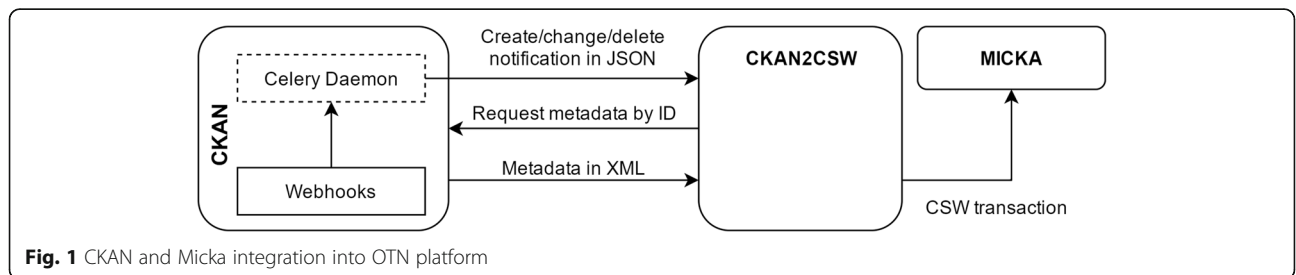 CKAN
Celery Daemon
Webhooks
Create/change/delete
notification in JSON
Request metadata by ID
Metadata in XML
CKAN2CSW
MICKA
CSW transaction
Fig. 1 CKAN and Micka integration into OTN platform